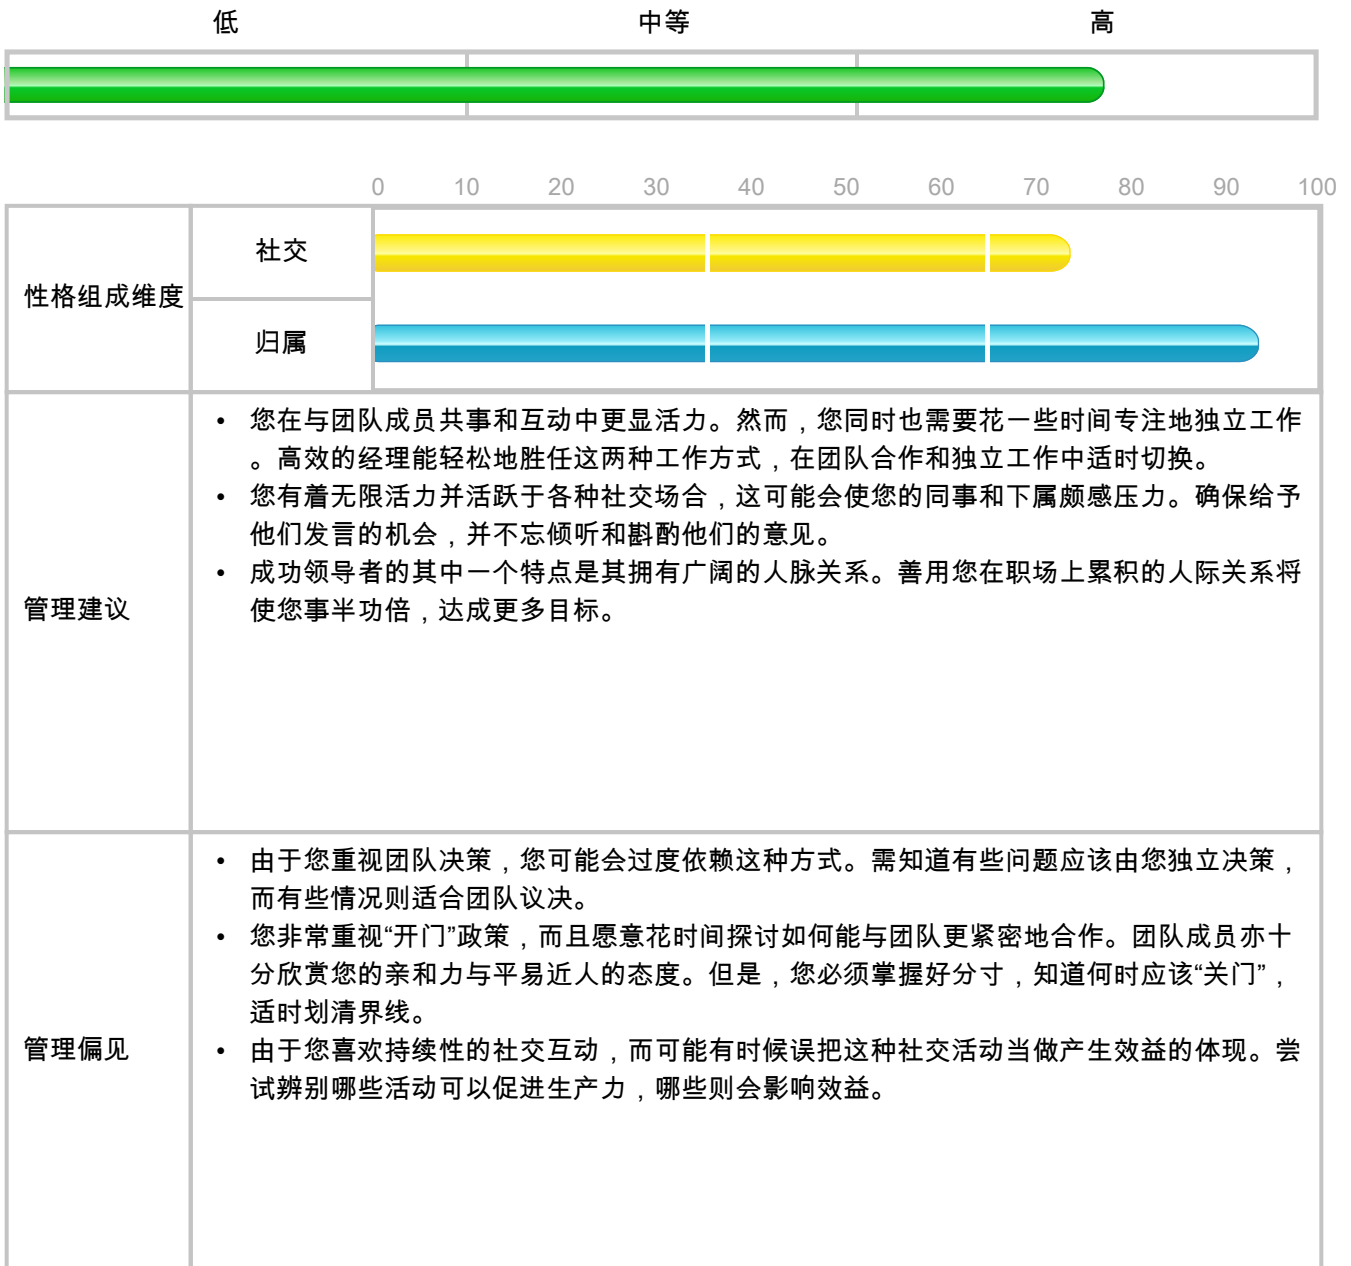 低 中等 高
0 10 20 30 40 50 60 70 80 90 100
社交
性格组成维度
归属
• 您在与团队成员共事和互动中更显活力。然而，您同时也需要花一些时间专注地独立工作
。高效的经理能轻松地胜任这两种工作方式，在团队合作和独立工作中适时切换。
• 您有着无限活力并活跃于各种社交场合，这可能会使您的同事和下属颇感压力。确保给予
他们发言的机会，并不忘倾听和斟酌他们的意见。
• 成功领导者的其中一个特点是其拥有广阔的人脉关系。善用您在职场上累积的人际关系将
管理建议
使您事半功倍，达成更多目标。
• 由于您重视团队决策，您可能会过度依赖这种方式。需知道有些问题应该由您独立决策，
而有些情况则适合团队议决。
• 您非常重视“开门”政策，而且愿意花时间探讨如何能与团队更紧密地合作。团队成员亦十
分欣赏您的亲和力与平易近人的态度。但是，您必须掌握好分寸，知道何时应该“关门”，
适时划清界线。
管理偏见
• 由于您喜欢持续性的社交互动，而可能有时候误把这种社交活动当做产生效益的体现。尝
试辨别哪些活动可以促进生产力，哪些则会影响效益。